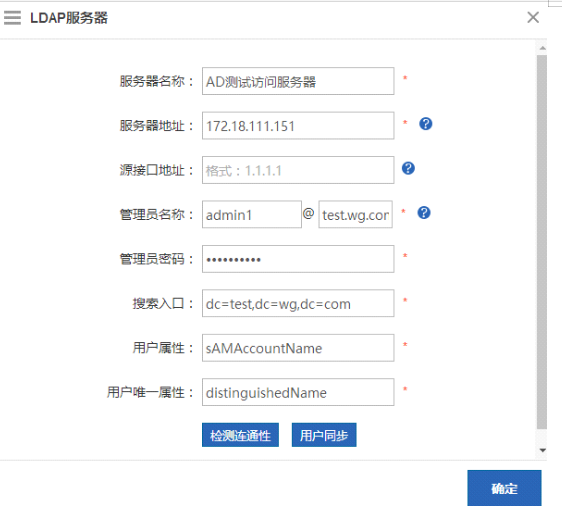 LDAP服务器
服务器名称： AD测试访问服务器 *
服务器地址： 172.18.111.151 * ?
源接口地址： 格式：1.1.1.1 ?
管理员名称： admin1 @ test.wg.con * ?
管理员密码： •••••••••• *
搜索入口： dc=test,dc=wg,dc=com *
用户属性： sAMAccountName *
用户唯一属性： distinguishedName *
检测连通性 用户同步
确定